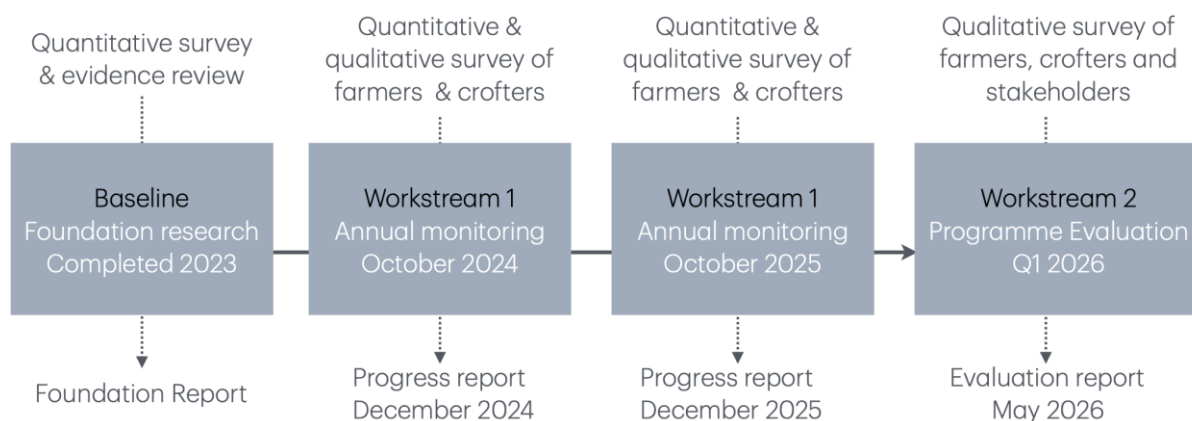 Quantitative survey
& evidence review
Quantitative &
qualitative survey of
farmers & crofters
Quantitative &
qualitative survey of
farmers & crofters
Qualitative survey of
farmers, crofters and
stakeholders
Baseline
Foundation research
Completed 2023
Workstream 1
Annual monitoring
October 2024
Workstream 1
Annual monitoring
October 2025
Workstream 2
Programme Evaluation
Q1 2026
Foundation Report
Progress report
December 2024
Progress report
December 2025
Evaluation report
May 2026